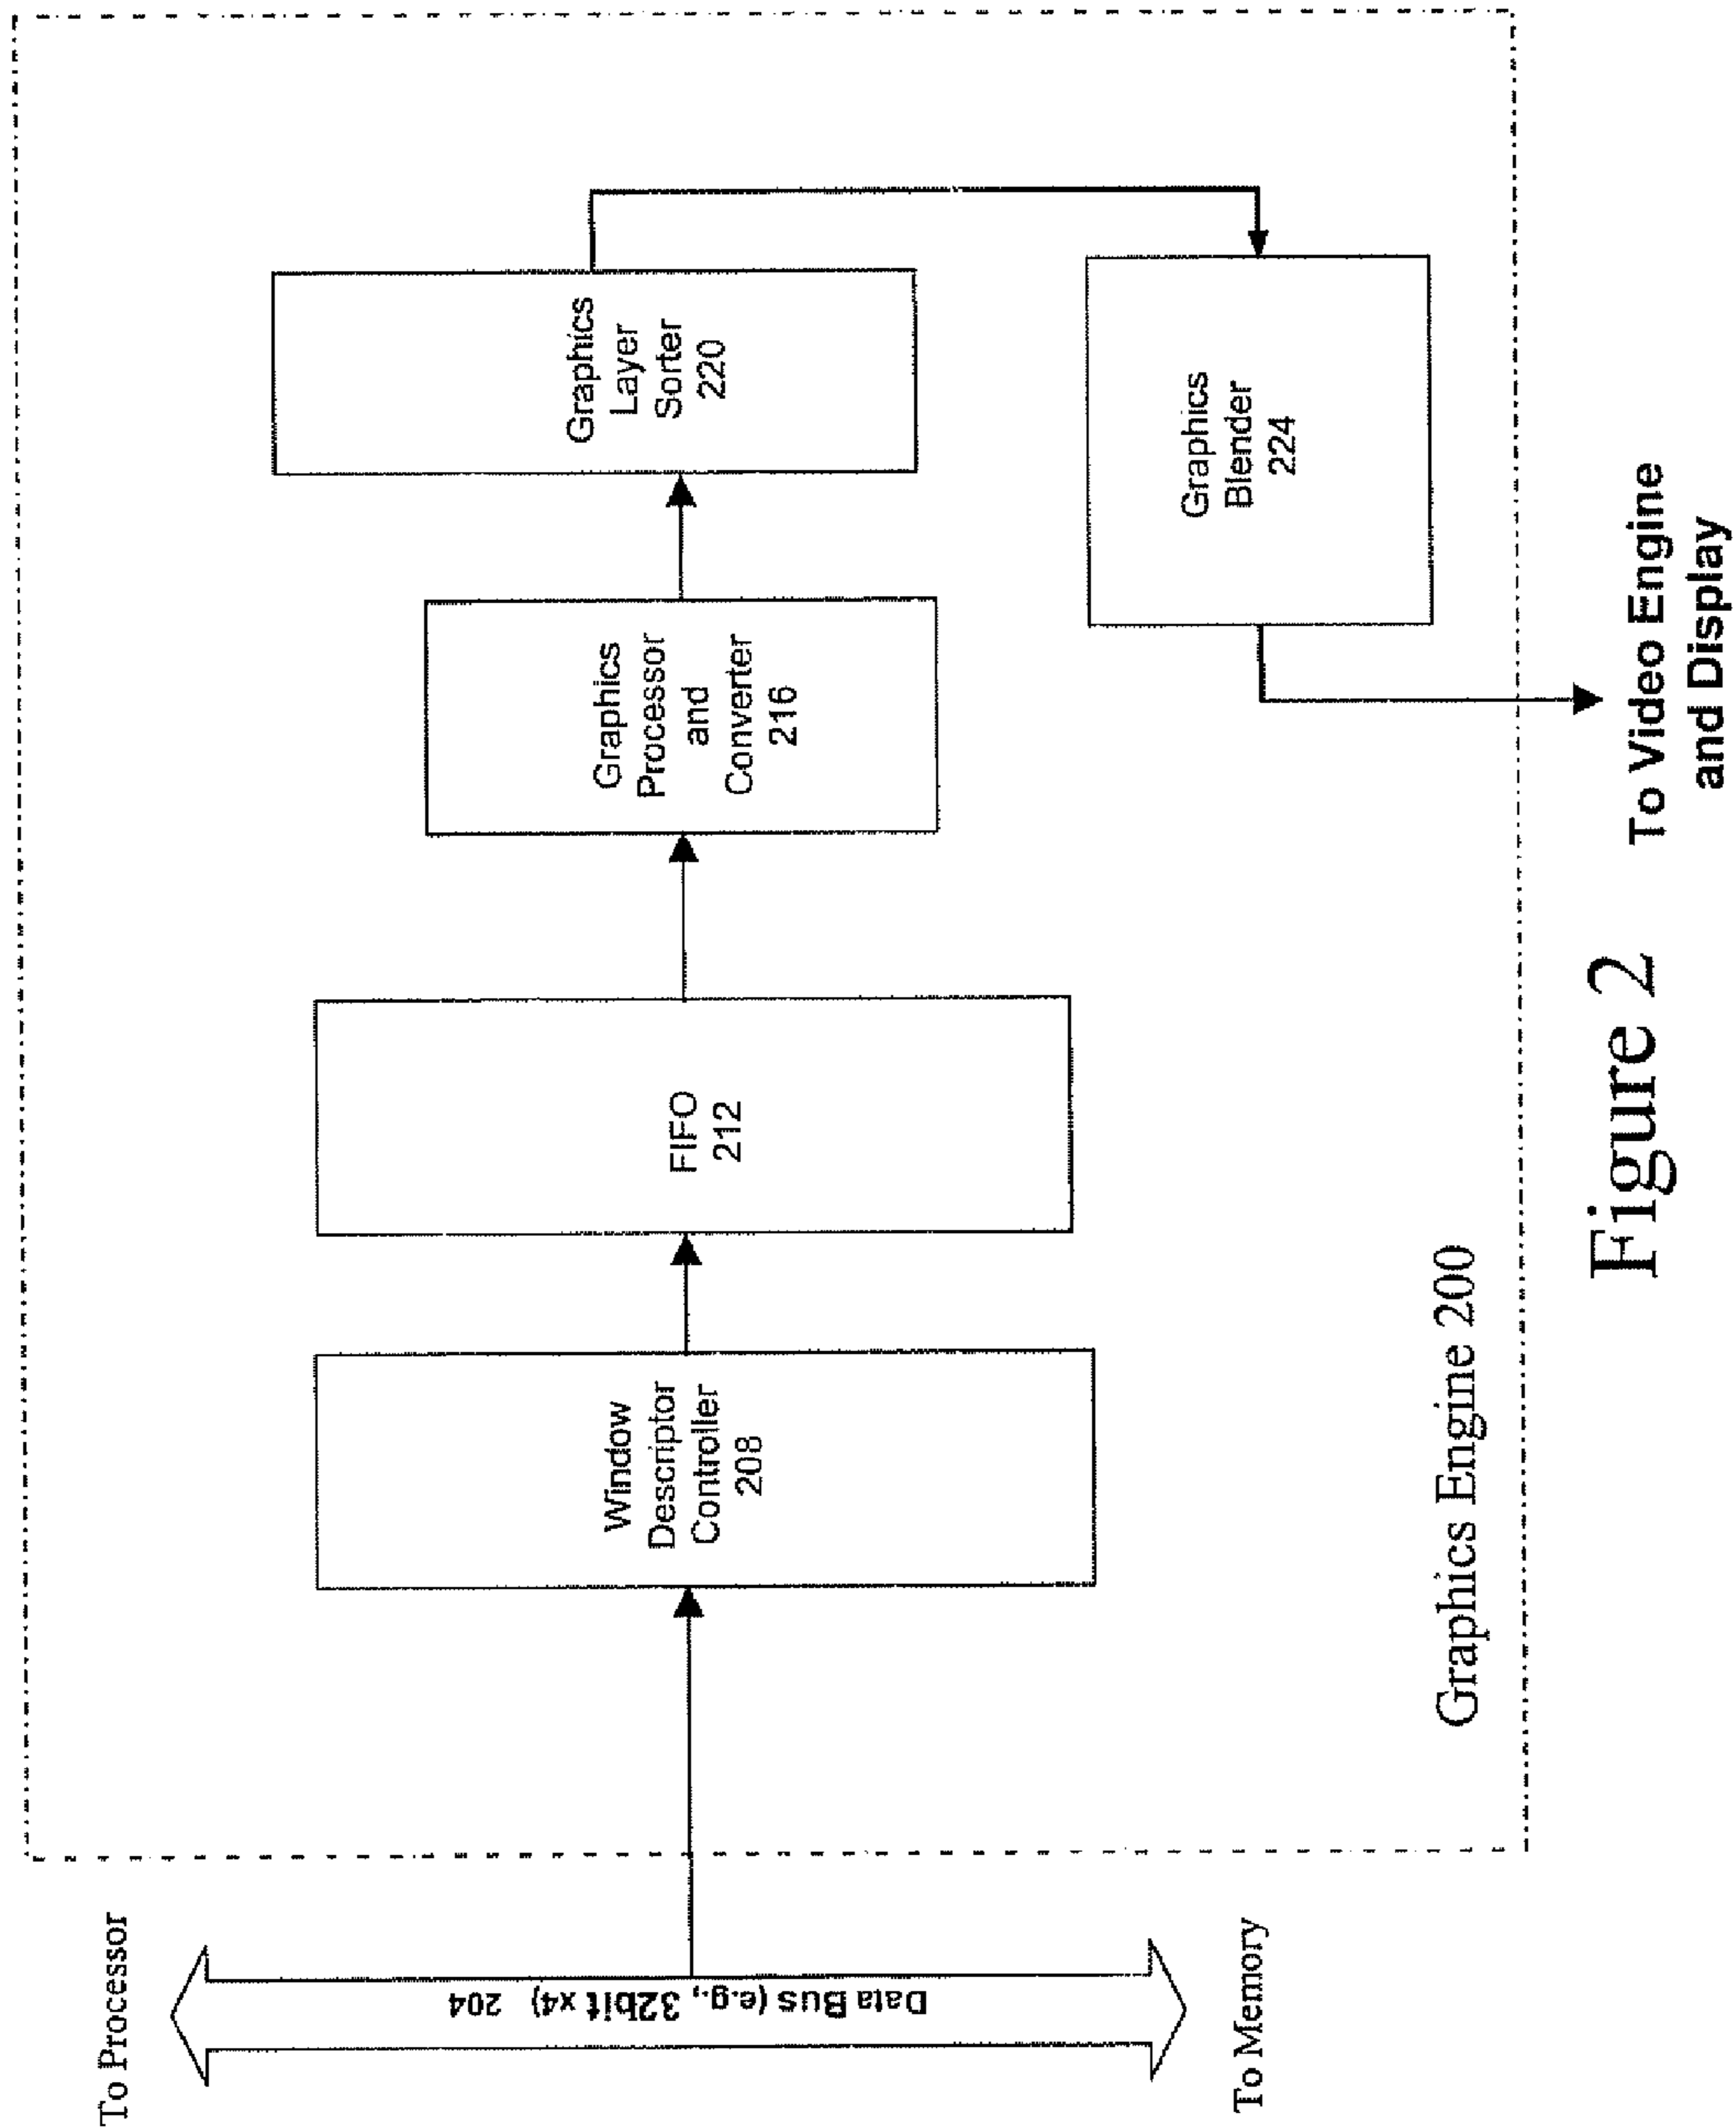 To Processor
Data Bus (e.g., 32bit x4) 204
To Memory
Window
Descriptor
Controller
208
FIFO
212
Graphics
Processor
and
Converter
216
Graphics
Layer
Sorter
220
Graphics
Blender
224
Graphics Engine 200
To Video Engine
and Display
Figure 2